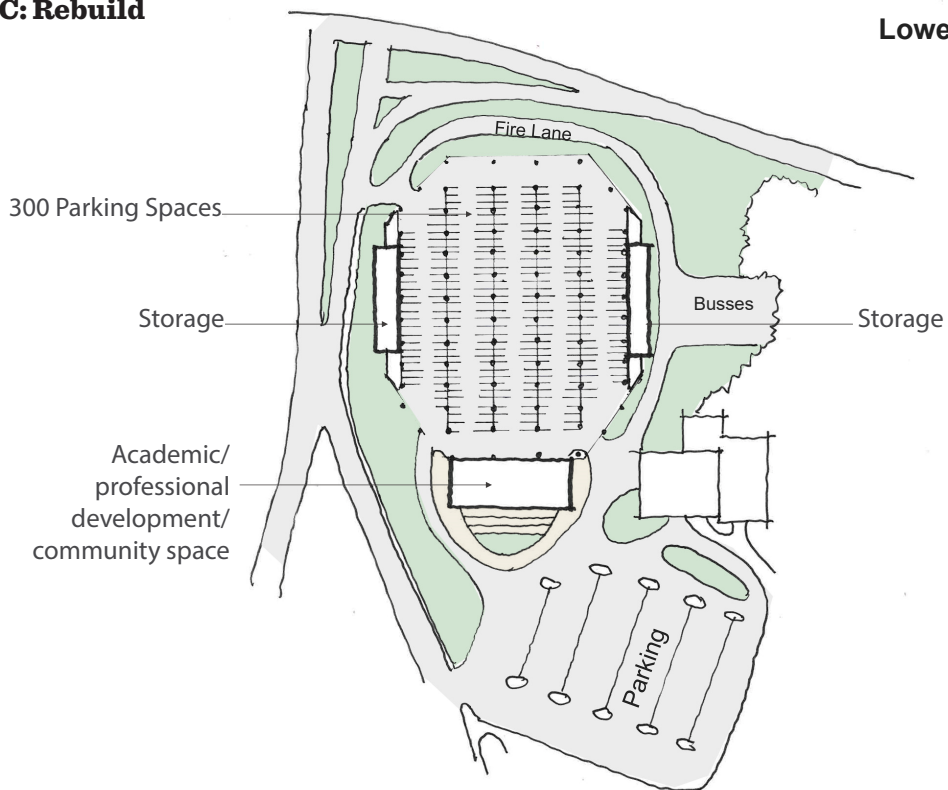 C: Rebuild
Lowe
Fire Lane
300 Parking Spaces
Busses
Storage
Storage
Academic/
professional
development/
community space
Parking